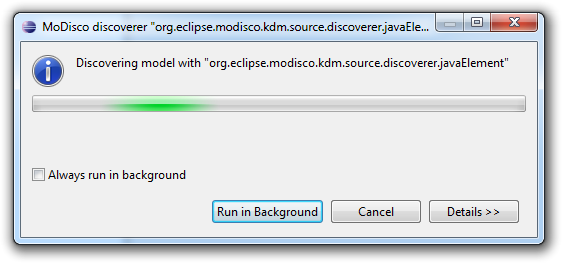 MoDisco discoverer "org.eclipse.modisco.kdm.source.discoverer.javaEle...
Discovering model with "org.eclipse.modisco.kdm.source.discoverer.javaElement"
Always run in background
Run in Background
Cancel
Details >>